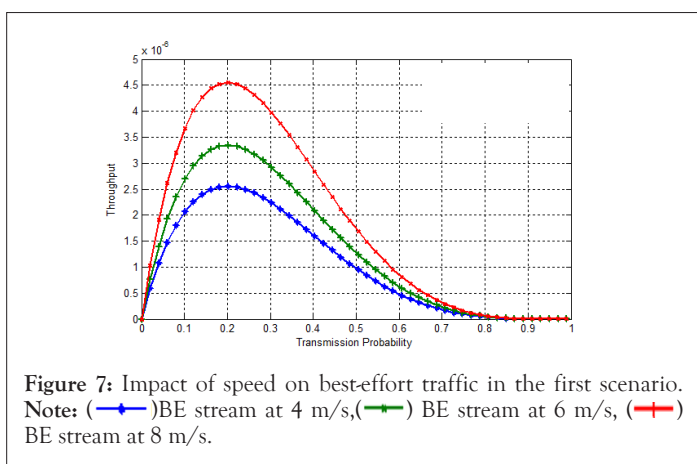 × 10^-6
5
4.5
4
3.5
3
2.5
2
1.5
1
0.5
0
Throughput
0 0.1 0.2 0.3 0.4 0.5 0.6 0.7 0.8 0.9 1
Transmission Probability
Figure 7: Impact of speed on best-effort traffic in the first scenario.
Note: ( )BE stream at 4 m/s,( ) BE stream at 6 m/s, ( )
BE stream at 8 m/s.